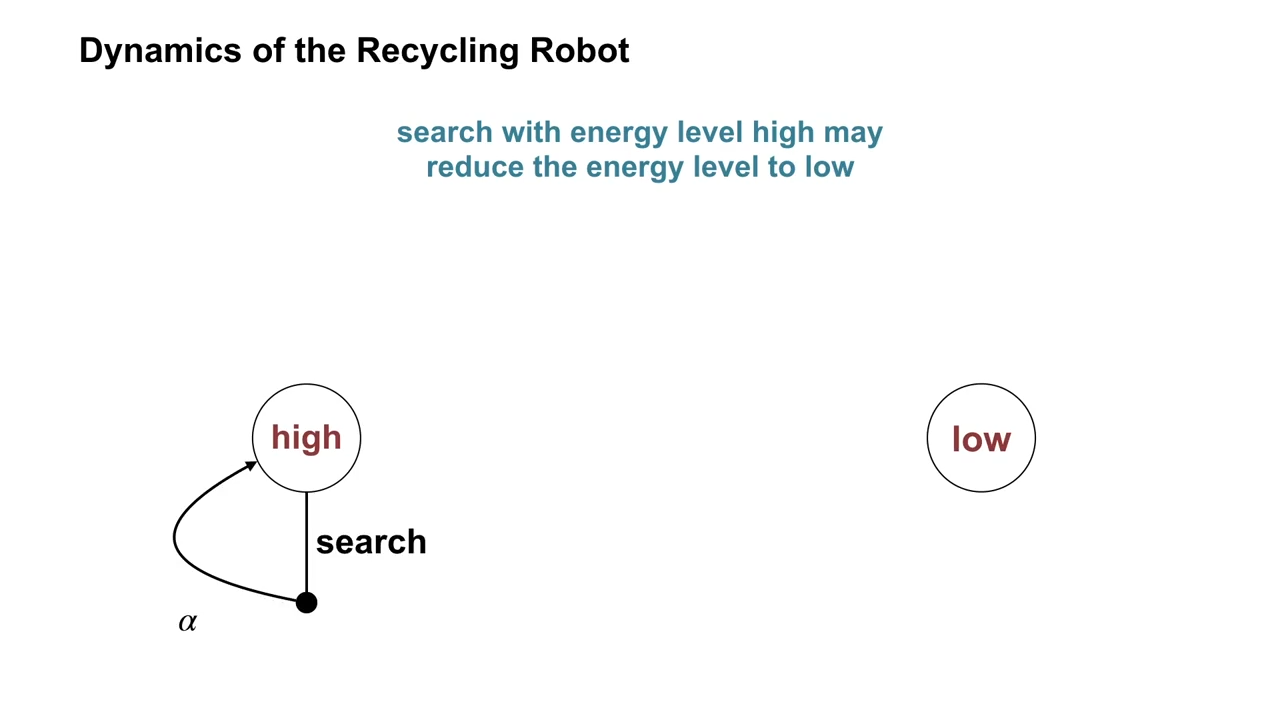 Dynamics of the Recycling Robot
search with energy level high may
reduce the energy level to low
high
low
search
α